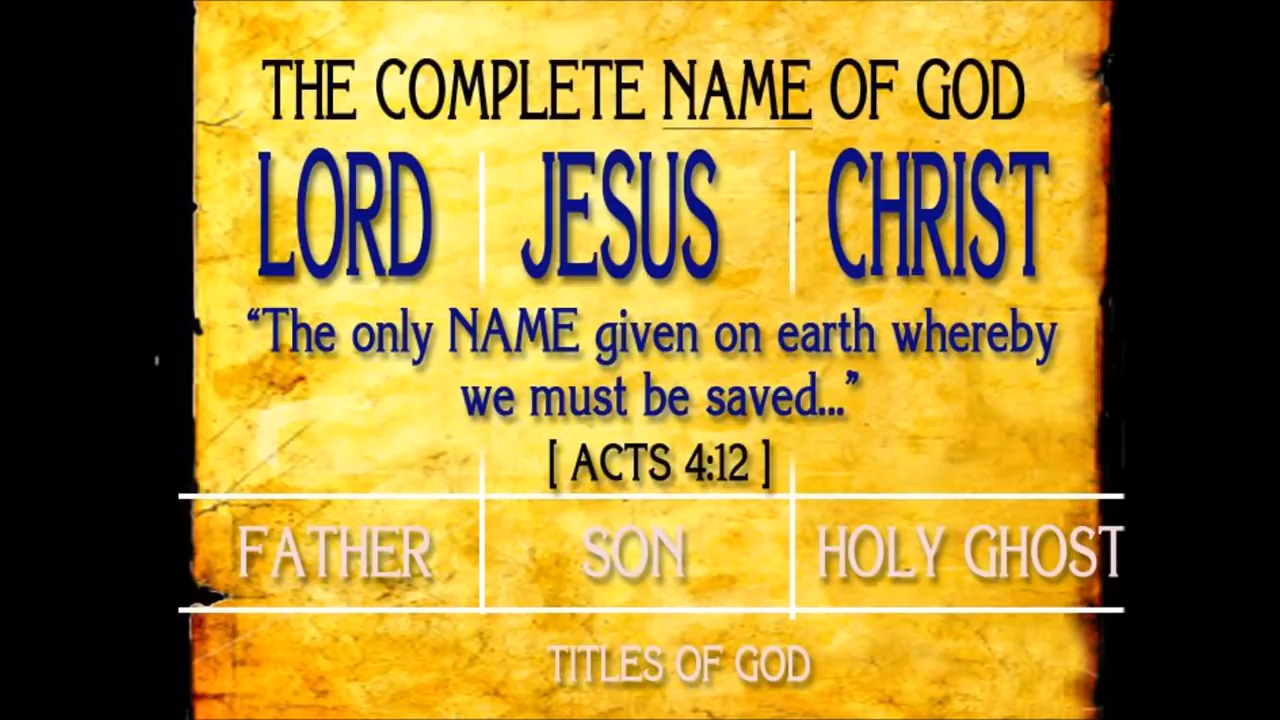 THE COMPLETE NAME OF GOD
LORD JESUS CHRIST
“The only NAME given on earth whereby
we must be saved...”
[ ACTS 4:12 ]
FATHER SON HOLY GHOST
TITLES OF GOD